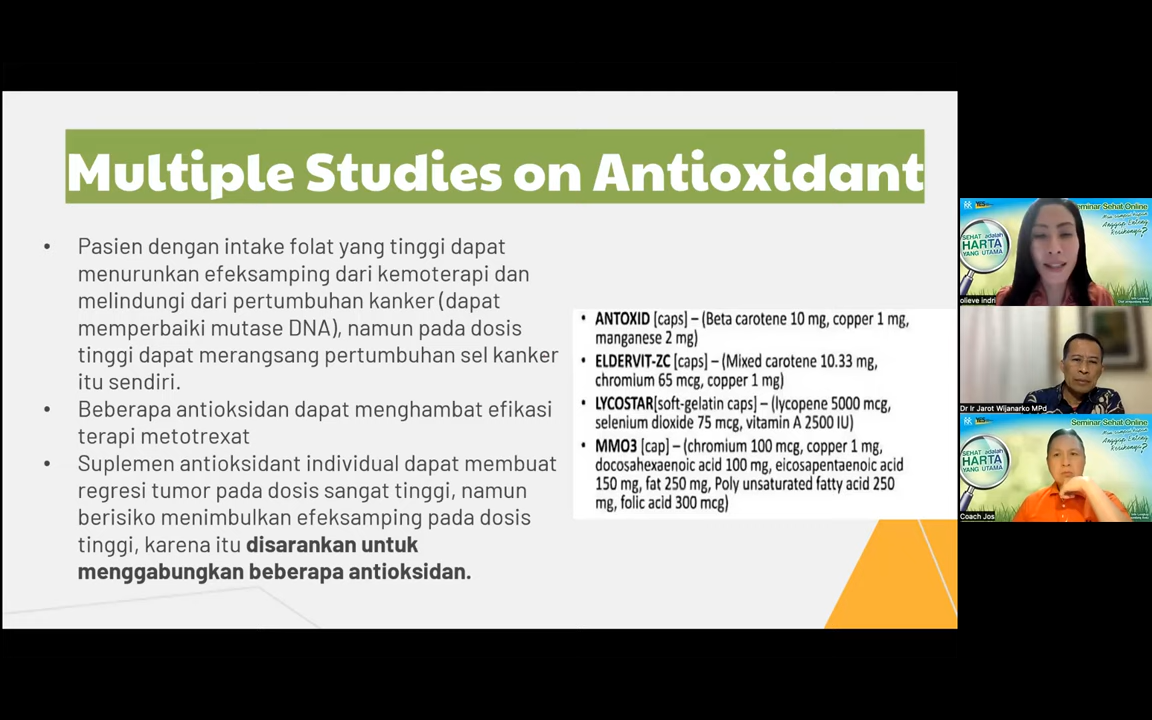 Multiple Studies on Antioxidant
• Pasien dengan intake folat yang tinggi dapat
menurunkan efeksamping dari kemoterapi dan
melindungi dari pertumbuhan kanker (dapat
memperbaiki mutase DNA), namun pada dosis
tinggi dapat merangsang pertumbuhan sel kanker
itu sendiri.
• Beberapa antioksidan dapat menghambat efikasi
terapi metotrexat
• Suplemen antioksidant individual dapat membuat
regresi tumor pada dosis sangat tinggi, namun
berisiko menimbulkan efeksamping pada dosis
tinggi, karena itu disarankan untuk
menggabungkan beberapa antioksidan.
• ANTOXID [caps] – (Beta carotene 10 mg, copper 1 mg,
manganese 2 mg)
• ELDERVIT-ZC [caps] – (Mixed carotene 10.33 mg,
chromium 65 mcg, copper 1 mg)
• LYCOSTAR[soft-gelatin caps] – (lycopene 5000 mcg,
selenium dioxide 75 mcg, vitamin A 2500 IU)
• MMO3 [cap] – (chromium 100 mcg, copper 1 mg,
docosahexaenoic acid 100 mg, eicosapentaenoic acid
150 mg, fat 250 mg, Poly unsaturated fatty acid 250
mg, folic acid 300 mcg)
Seminar Sehat Online
SEHAT adalah
HARTA
YANG UTAMA
olieve indri
Dr Ir Jarot Wijanarko MPd
Seminar Sehat Online
SEHAT adalah
HARTA
YANG UTAMA
Coach Jos